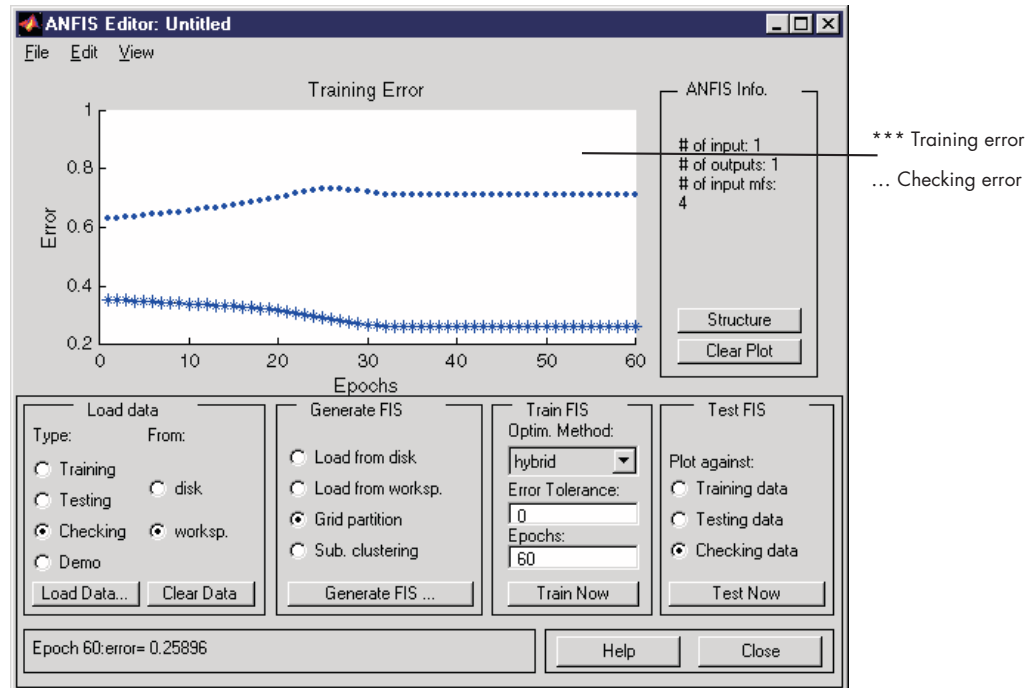 ANFIS Editor: Untitled
File Edit View
Training Error
1
0.8
0.6
0.4
0.2
Error
0 10 20 30 40 50 60
Epochs
ANFIS Info.
# of input: 1
# of outputs: 1
# of input mfs:
4
Structure
Clear Plot
*** Training error
... Checking error
Load data
Type: From:
Training
Testing
Checking
Demo
disk
worksp.
Load Data... Clear Data
Generate FIS
Load from disk
Load from worksp.
Grid partition
Sub. clustering
Generate FIS ...
Train FIS
Optim. Method:
hybrid
Error Tolerance:
0
Epochs:
60
Train Now
Test FIS
Plot against:
Training data
Testing data
Checking data
Test Now
Epoch 60:error= 0.25896
Help Close